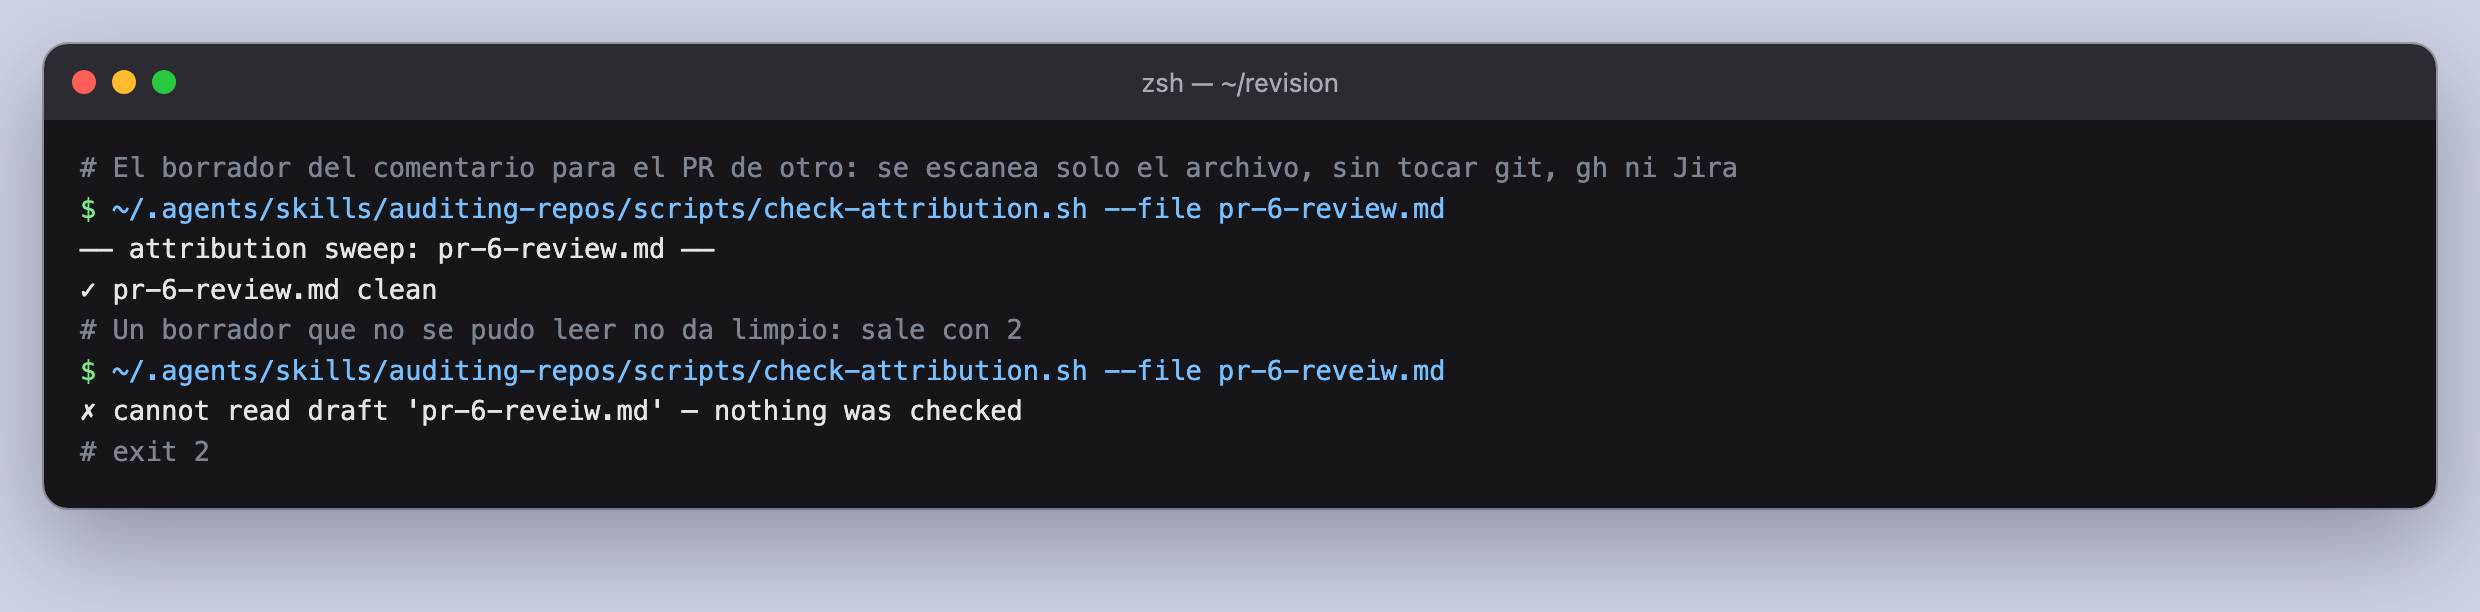 zsh — ~/revision
# El borrador del comentario para el PR de otro: se escanea solo el archivo, sin tocar git, gh ni Jira
$ ~/.agents/skills/auditing-repos/scripts/check-attribution.sh --file pr-6-review.md
—— attribution sweep: pr-6-review.md ——
✓ pr-6-review.md clean
# Un borrador que no se pudo leer no da limpio: sale con 2
$ ~/.agents/skills/auditing-repos/scripts/check-attribution.sh --file pr-6-reveiw.md
✗ cannot read draft 'pr-6-reveiw.md' — nothing was checked
# exit 2